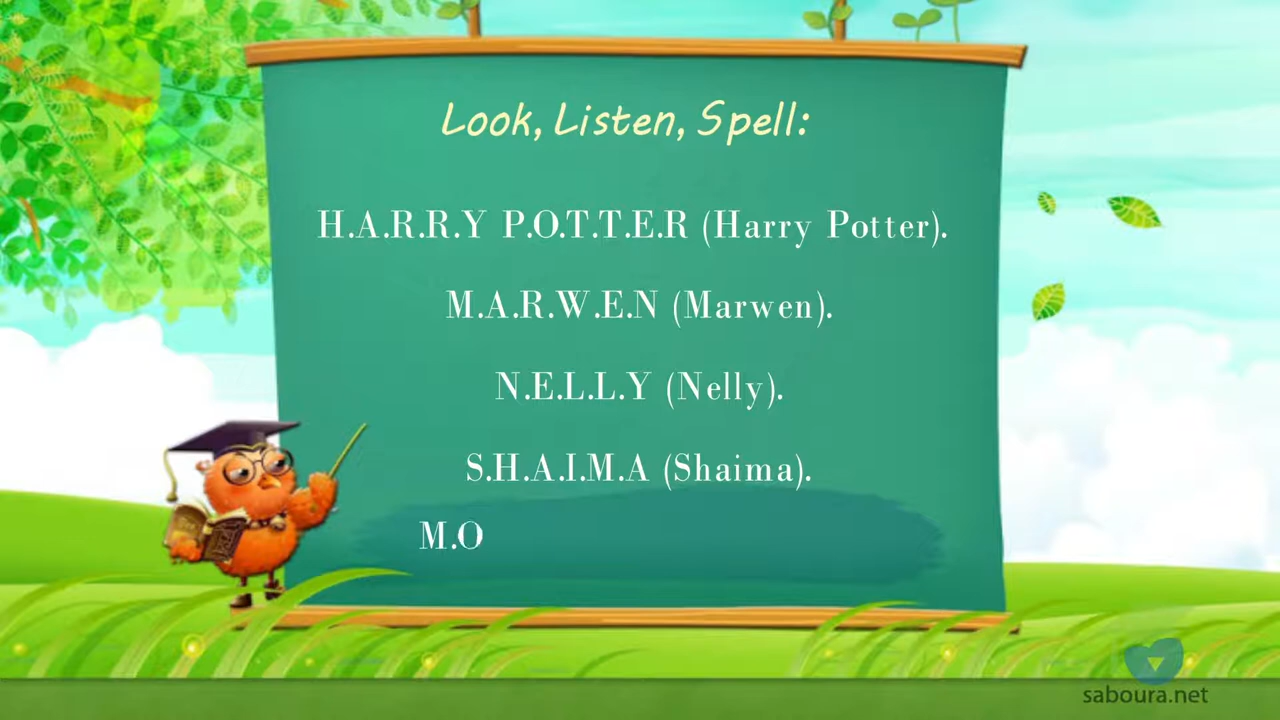 Look, Listen, Spell:
H.A.R.R.Y P.O.T.T.E.R (Harry Potter).
M.A.R.W.E.N (Marwen).
N.E.L.L.Y (Nelly).
S.H.A.I.M.A (Shaima).
M.O
saboura.net